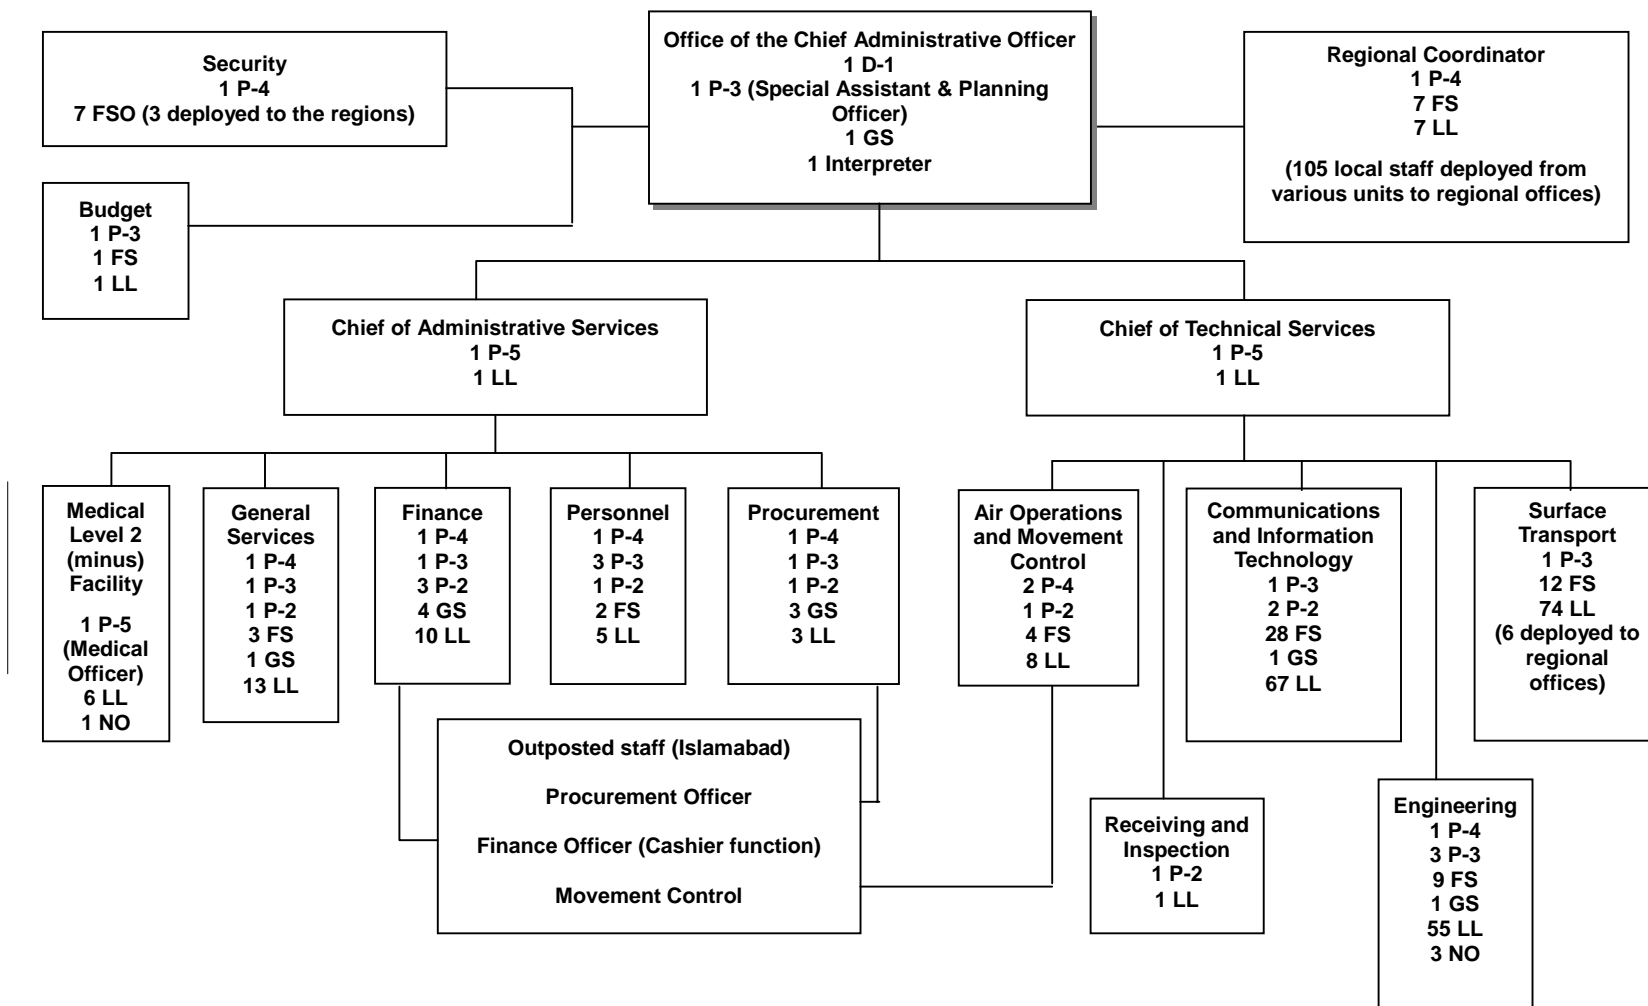 Security
1 P-4
7 FSO (3 deployed to the regions)
Office of the Chief Administrative Officer
1 D-1
1 P-3 (Special Assistant & Planning
Officer)
1 GS
1 Interpreter
Regional Coordinator
1 P-4
7 FS
7 LL
(105 local staff deployed from
various units to regional offices)
Budget
1 P-3
1 FS
1 LL
Chief of Administrative Services
1 P-5
1 LL
Chief of Technical Services
1 P-5
1 LL
Medical
Level 2
(minus)
Facility
1 P-5
(Medical
Officer)
6 LL
1 NO
General
Services
1 P-4
1 P-3
1 P-2
3 FS
1 GS
13 LL
Finance
1 P-4
1 P-3
3 P-2
4 GS
10 LL
Personnel
1 P-4
3 P-3
1 P-2
2 FS
5 LL
Procurement
1 P-4
1 P-3
1 P-2
3 GS
3 LL
Air Operations
and Movement
Control
2 P-4
1 P-2
4 FS
8 LL
Communications
and Information
Technology
1 P-3
2 P-2
28 FS
1 GS
67 LL
Surface
Transport
1 P-3
12 FS
74 LL
(6 deployed to
regional
offices)
Outposted staff (Islamabad)
Procurement Officer
Finance Officer (Cashier function)
Movement Control
Receiving and
Inspection
1 P-2
1 LL
Engineering
1 P-4
3 P-3
9 FS
1 GS
55 LL
3 NO